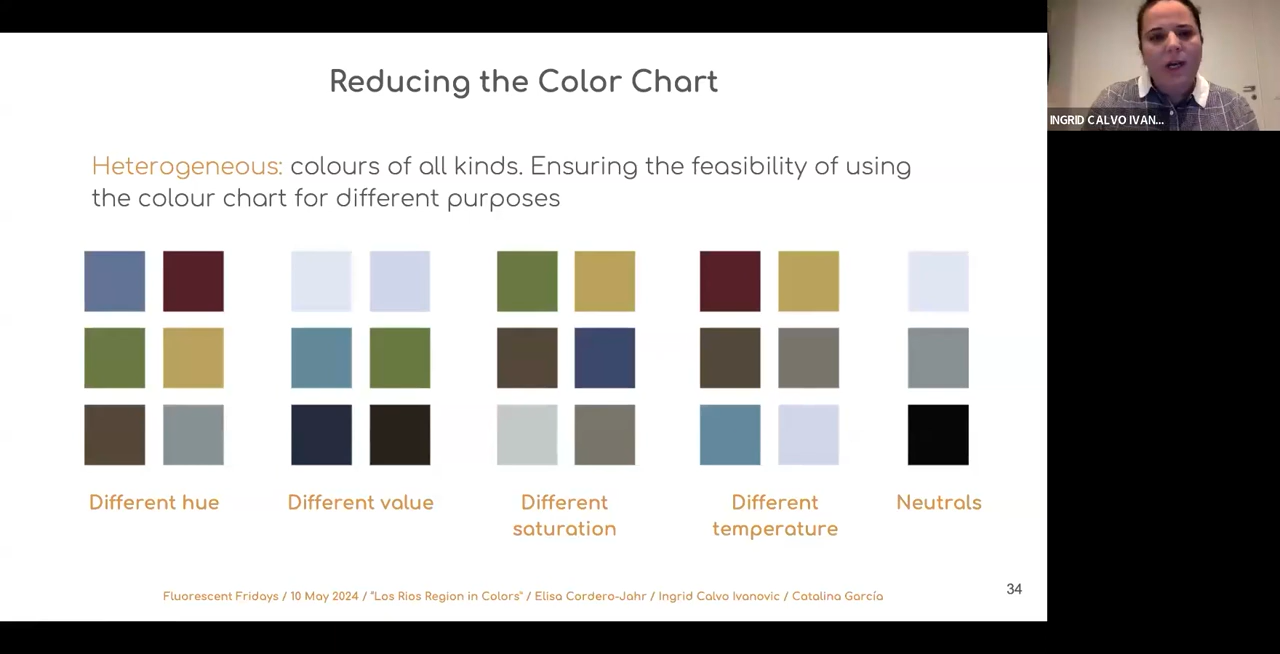 Reducing the Color Chart
INGRID CALVO IVAN...
Heterogeneous: colours of all kinds. Ensuring the feasibility of using
the colour chart for different purposes
Different hue
Different value
Different
saturation
Different
temperature
Neutrals
Fluorescent Fridays / 10 May 2024 / "Los Rios Region in Colors" / Elisa Cordero-Jahr / Ingrid Calvo Ivanovic / Catalina García
34